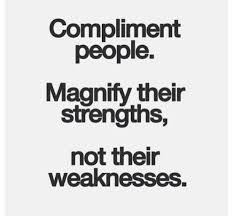 Compliment
people.
Magnify their
strengths,
not their
weaknesses.